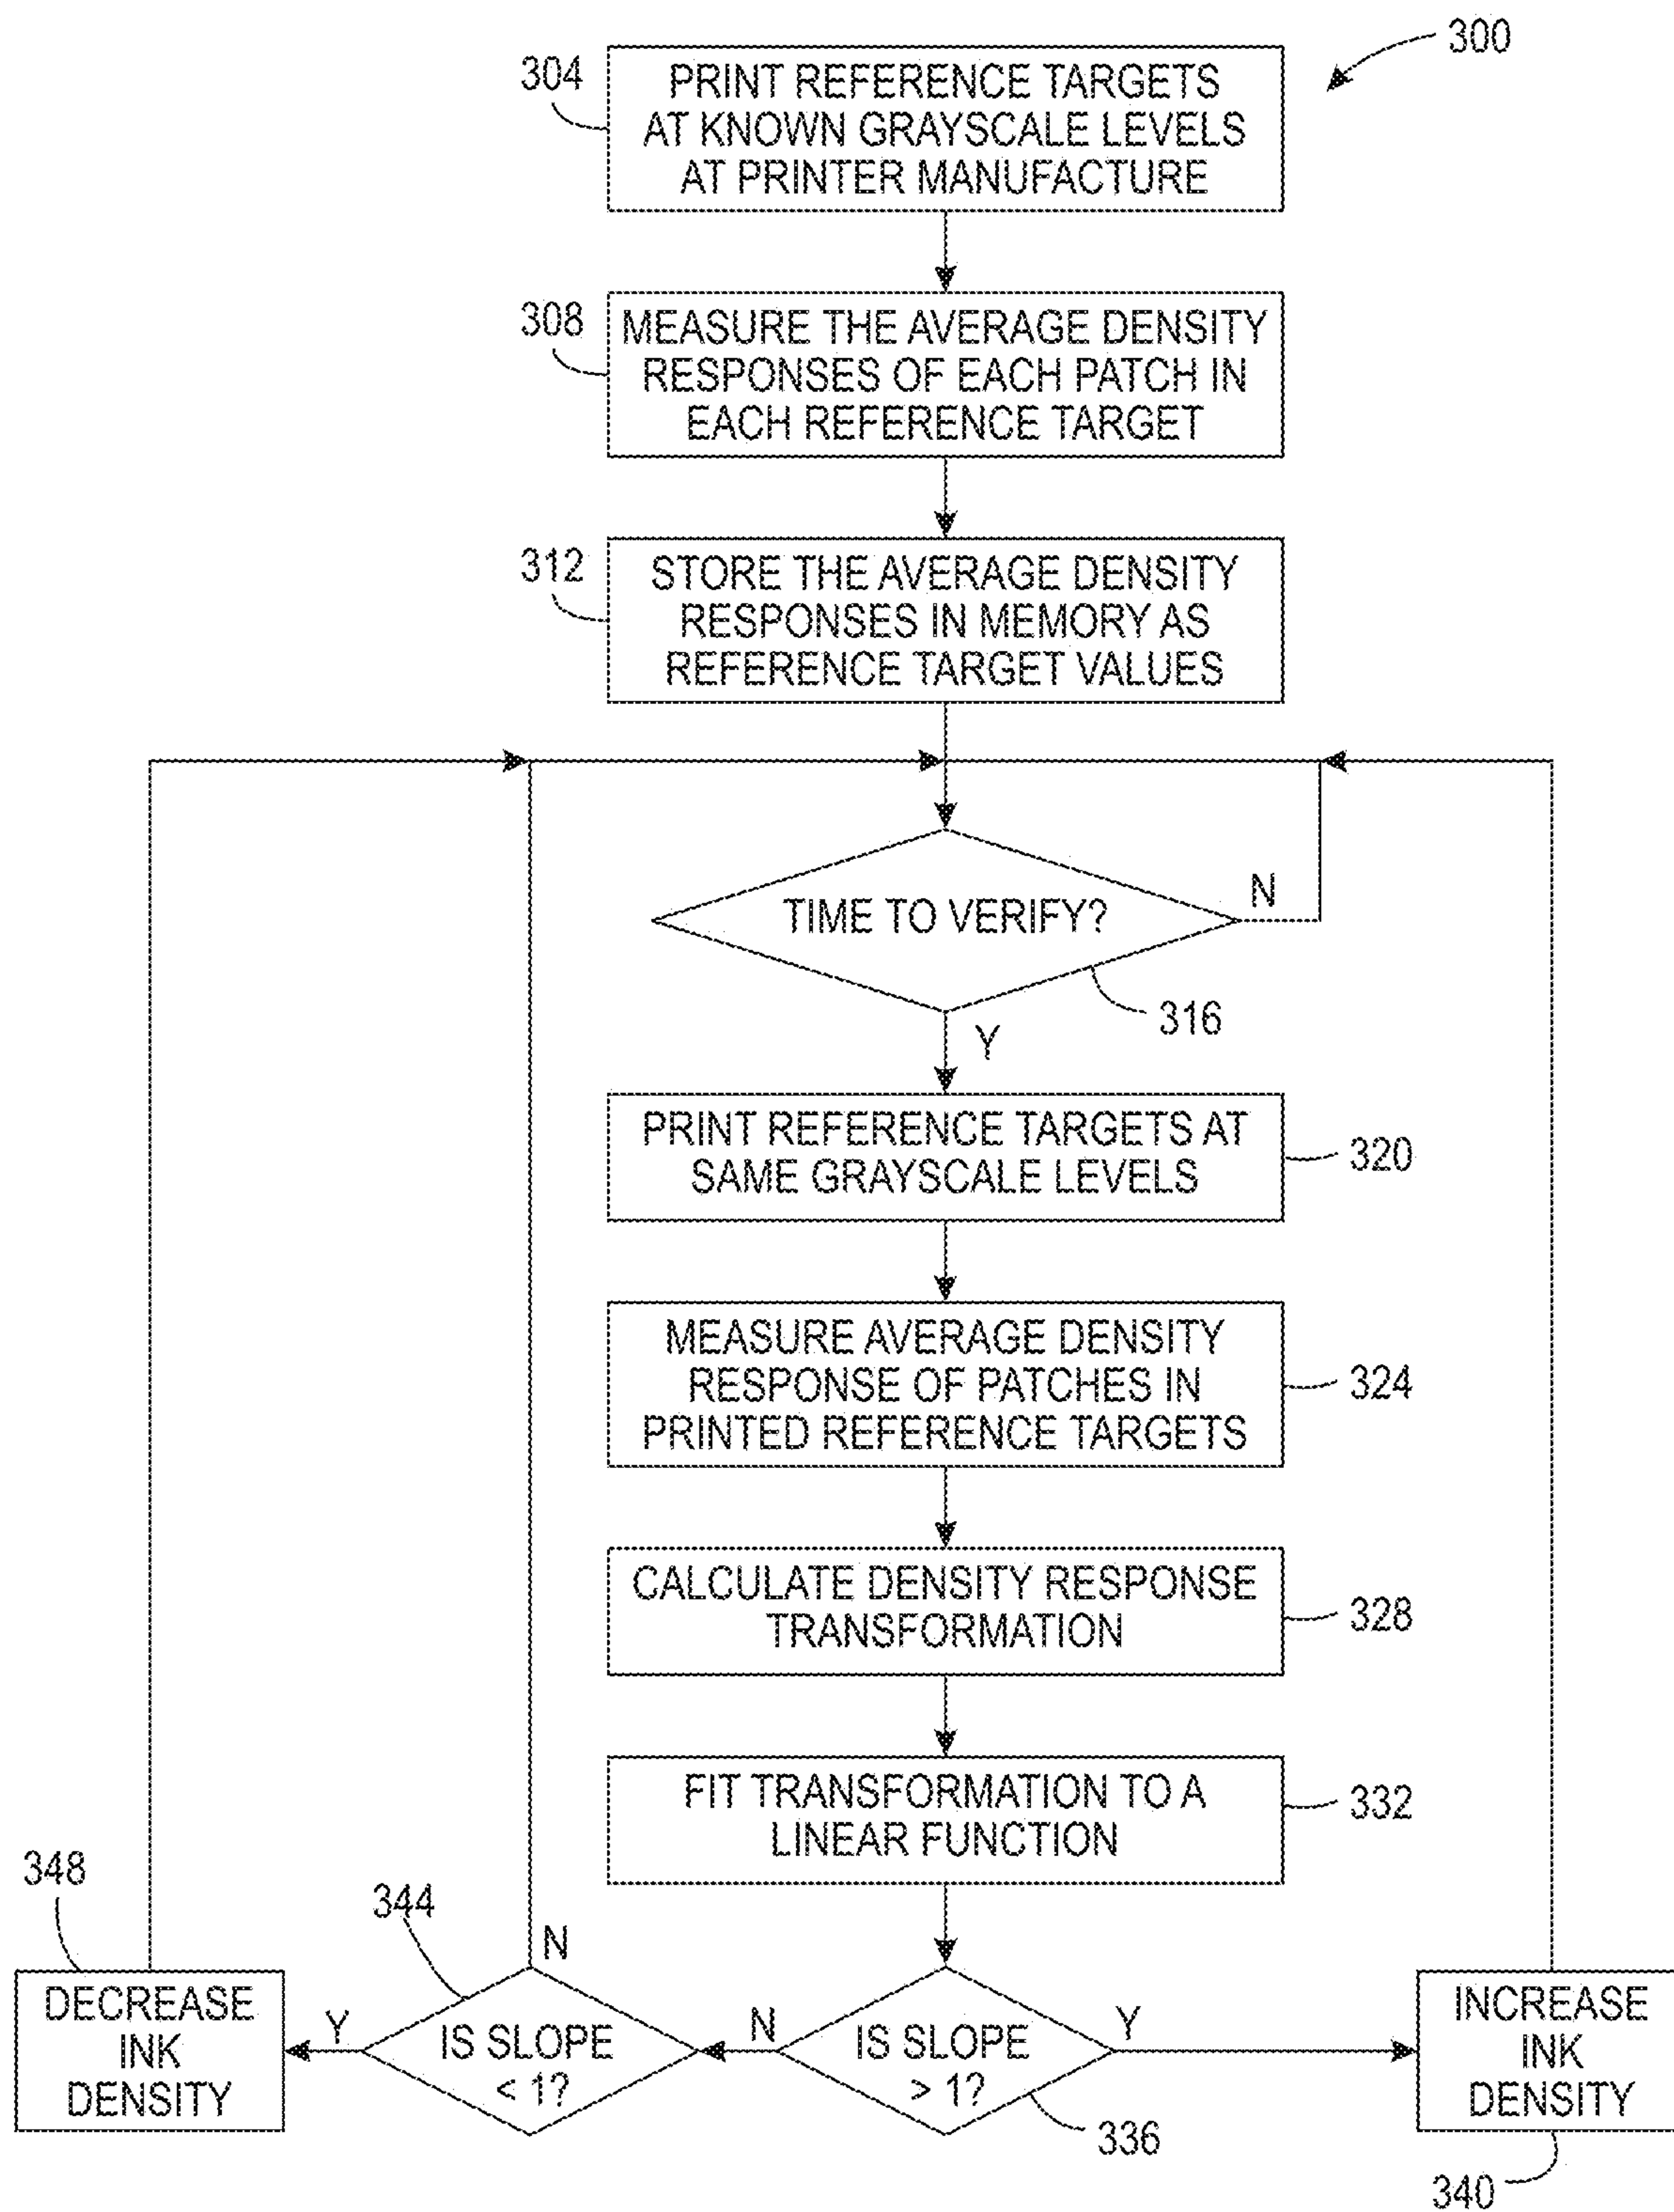 300
304
PRINT REFERENCE TARGETS
AT KNOWN GRAYSCALE LEVELS
AT PRINTER MANUFACTURE
308
MEASURE THE AVERAGE DENSITY
RESPONSES OF EACH PATCH IN
EACH REFERENCE TARGET
312
STORE THE AVERAGE DENSITY
RESPONSES IN MEMORY AS
REFERENCE TARGET VALUES
TIME TO VERIFY?
N
316
Y
PRINT REFERENCE TARGETS AT
SAME GRAYSCALE LEVELS
320
MEASURE AVERAGE DENSITY
RESPONSE OF PATCHES IN
PRINTED REFERENCE TARGETS
324
CALCULATE DENSITY RESPONSE
TRANSFORMATION
328
FIT TRANSFORMATION TO A
LINEAR FUNCTION
332
348
344
N
DECREASE
INK
DENSITY
Y
IS SLOPE
< 1?
N
IS SLOPE
> 1?
Y
336
INCREASE
INK
DENSITY
340